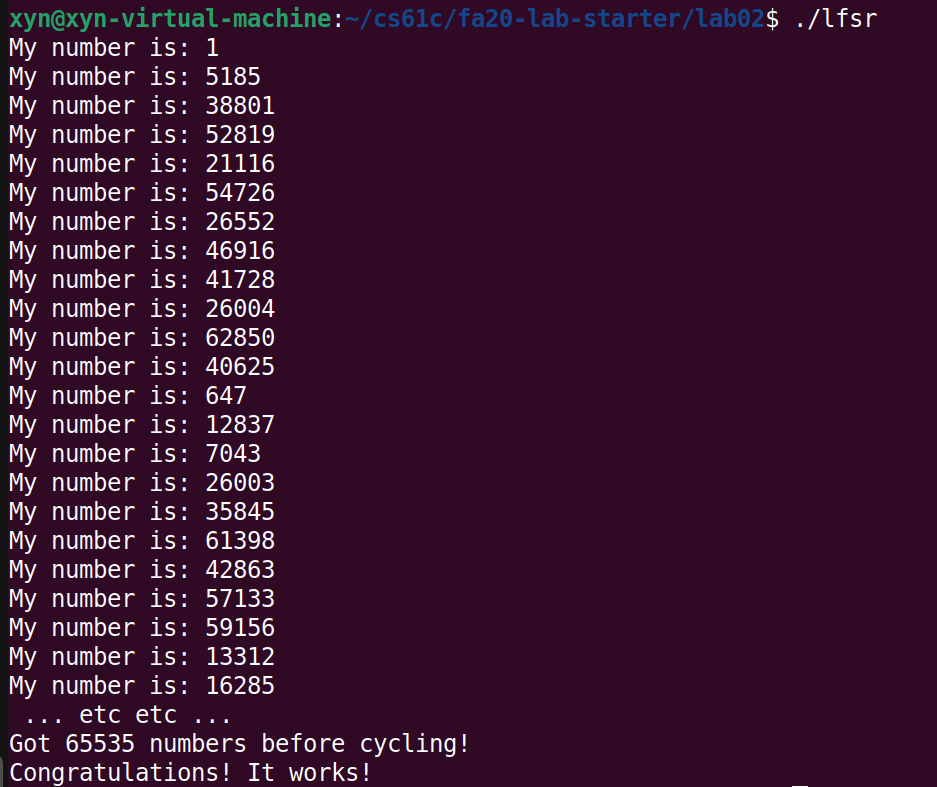 xyn@xyn-virtual-machine:~/cs61c/fa20-lab-starter/lab02$ ./lfsr
My number is: 1
My number is: 5185
My number is: 38801
My number is: 52819
My number is: 21116
My number is: 54726
My number is: 26552
My number is: 46916
My number is: 41728
My number is: 26004
My number is: 62850
My number is: 40625
My number is: 647
My number is: 12837
My number is: 7043
My number is: 26003
My number is: 35845
My number is: 61398
My number is: 42863
My number is: 57133
My number is: 59156
My number is: 13312
My number is: 16285
 ... etc etc ...
Got 65535 numbers before cycling!
Congratulations! It works!